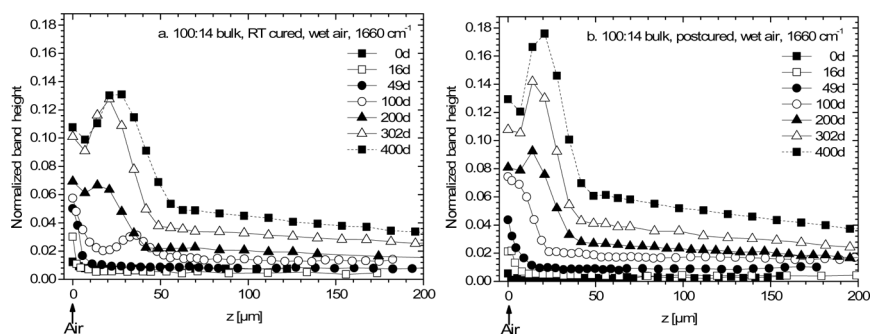 a. 100:14 bulk, RT cured, wet air, 1660 cm⁻¹
0d
16d
49d
100d
200d
302d
400d
Normalized band height
0.18
0.16
0.14
0.12
0.10
0.08
0.06
0.04
0.02
0.00
0 50 100 150 200
z [µm]
Air
b. 100:14 bulk, postcured, wet air, 1660 cm⁻¹
0d
16d
49d
100d
200d
302d
400d
Normalized band height
0.18
0.16
0.14
0.12
0.10
0.08
0.06
0.04
0.02
0.00
0 50 100 150 200
z [µm]
Air